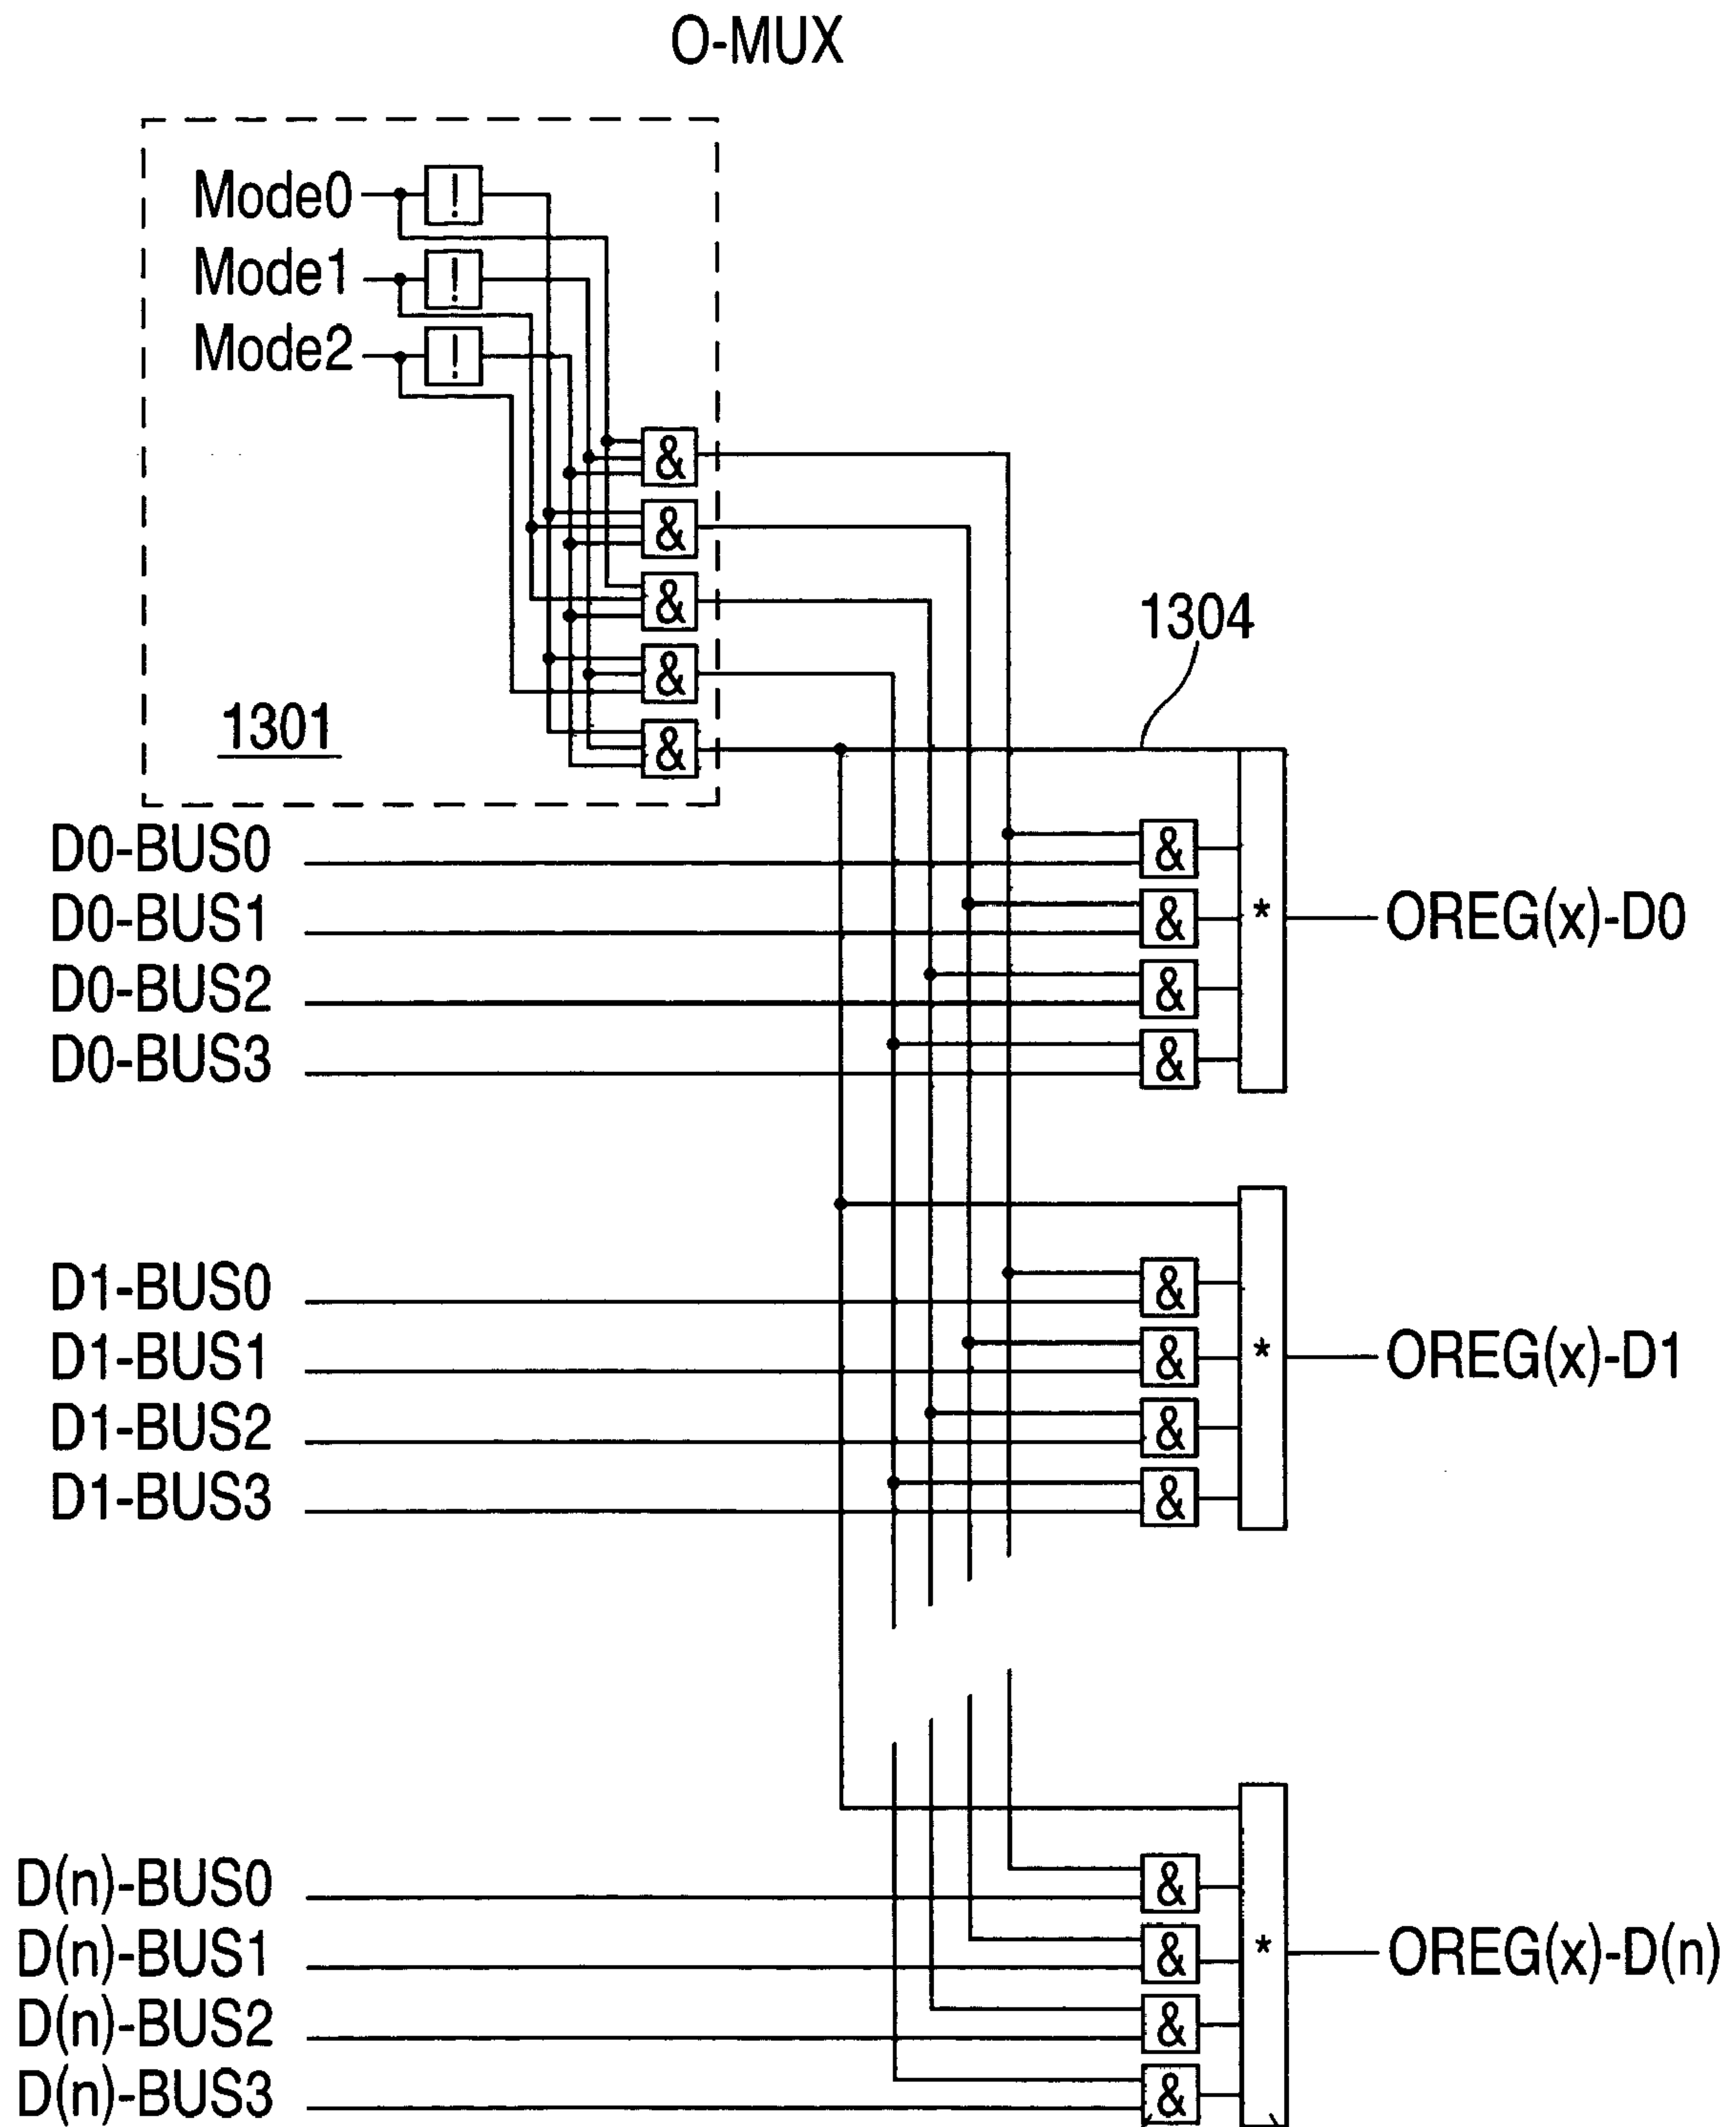 O-MUX
Mode0
!
Mode1
!
Mode2
!
&
&
&
&
&
1301
1304
D0-BUS0
&
D0-BUS1
&
*
OREG(x)-D0
D0-BUS2
&
D0-BUS3
&
D1-BUS0
&
D1-BUS1
&
*
OREG(x)-D1
D1-BUS2
&
D1-BUS3
&
D(n)-BUS0
&
D(n)-BUS1
&
*
OREG(x)-D(n)
D(n)-BUS2
&
D(n)-BUS3
&